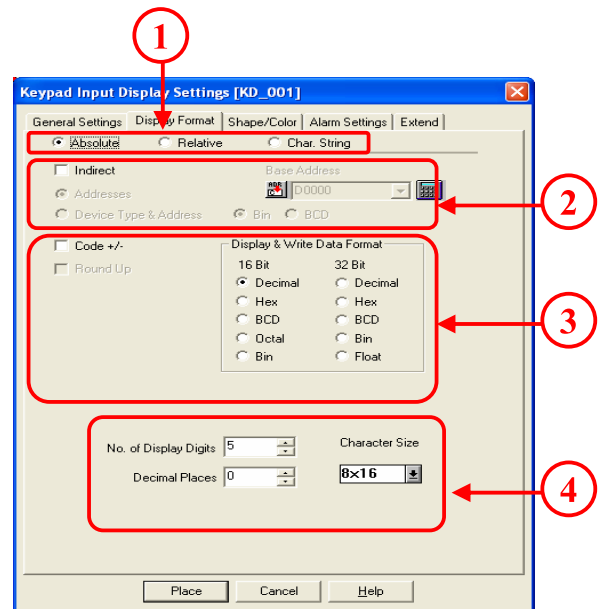 1
Keypad Input Display Settings [KD_001]
General Settings Display Format Shape/Color Alarm Settings Extend
Absolute Relative Char. String
Indirect Base Address
Addresses ADR D0000
Device Type & Address Bin BCD
2
Code +/- Display & Write Data Format
Round Up 16 Bit 32 Bit
Decimal Decimal
Hex Hex
BCD BCD
Octal Bin
Bin Float
3
No. of Display Digits 5 Character Size
Decimal Places 0 8×16
4
Place Cancel Help